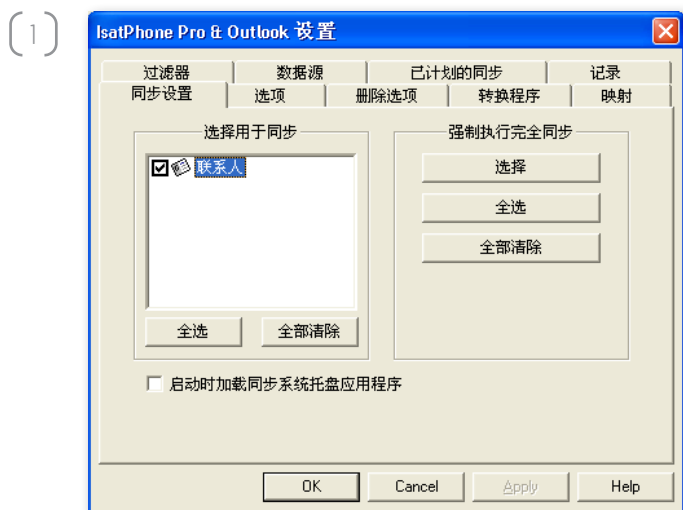 1
IsatPhone Pro & Outlook 设置
过滤器 数据源 已计划的同步 记录
同步设置 选项 删除选项 转换程序 映射
选择用于同步 强制执行完全同步
联系人 选择
全选
全部清除
全选 全部清除
启动时加载同步系统托盘应用程序
OK Cancel Apply Help